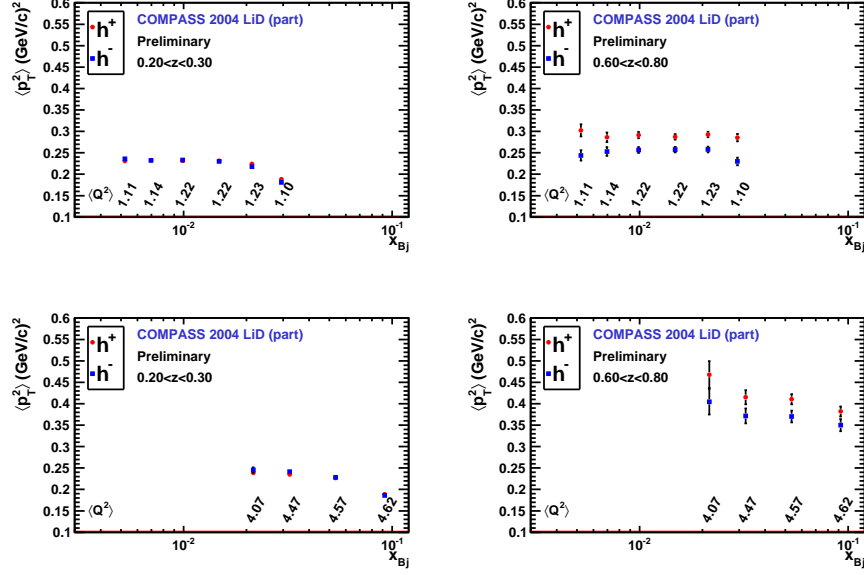 0.6
0.55
0.5
0.45
0.4
0.35
0.3
0.25
0.2
0.15
0.1
⟨p_T^2⟩ (GeV/c)^2
h^+
h^-
COMPASS 2004 LiD (part)
Preliminary
0.20<z<0.30
⟨Q^2⟩
1.11
1.14
1.22
1.22
1.23
1.10
10^-2
10^-1
x_Bj
0.6
0.55
0.5
0.45
0.4
0.35
0.3
0.25
0.2
0.15
0.1
⟨p_T^2⟩ (GeV/c)^2
h^+
h^-
COMPASS 2004 LiD (part)
Preliminary
0.60<z<0.80
⟨Q^2⟩
1.11
1.14
1.22
1.22
1.23
1.10
10^-2
10^-1
x_Bj
0.6
0.55
0.5
0.45
0.4
0.35
0.3
0.25
0.2
0.15
0.1
⟨p_T^2⟩ (GeV/c)^2
h^+
h^-
COMPASS 2004 LiD (part)
Preliminary
0.20<z<0.30
⟨Q^2⟩
4.07
4.47
4.57
4.62
10^-2
10^-1
x_Bj
0.6
0.55
0.5
0.45
0.4
0.35
0.3
0.25
0.2
0.15
0.1
⟨p_T^2⟩ (GeV/c)^2
h^+
h^-
COMPASS 2004 LiD (part)
Preliminary
0.60<z<0.80
⟨Q^2⟩
4.07
4.47
4.57
4.62
10^-2
10^-1
x_Bj